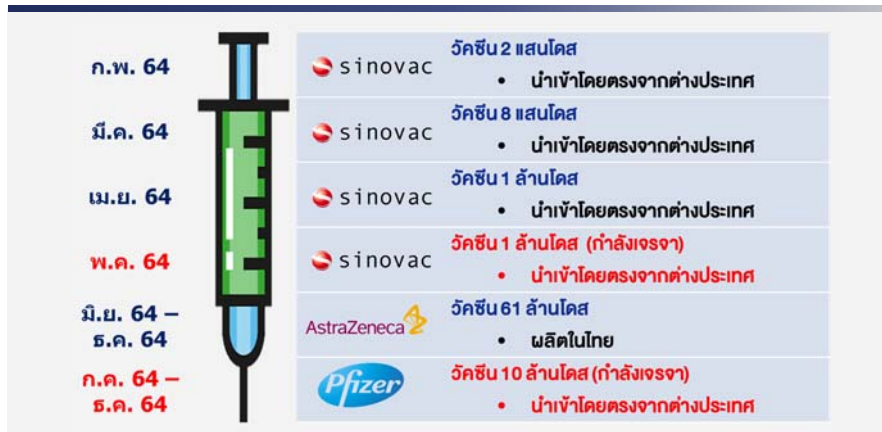 ก.พ. 64
sinovac
วัคซีน 2 แสนโดส
• นำเข้าโดยตรงจากต่างประเทศ
มี.ค. 64
sinovac
วัคซีน 8 แสนโดส
• นำเข้าโดยตรงจากต่างประเทศ
เม.ย. 64
sinovac
วัคซีน 1 ล้านโดส
• นำเข้าโดยตรงจากต่างประเทศ
พ.ค. 64
sinovac
วัคซีน 1 ล้านโดส (กำลังเจรจา)
• นำเข้าโดยตรงจากต่างประเทศ
มิ.ย. 64 –
ธ.ค. 64
AstraZeneca
วัคซีน 61 ล้านโดส
• ผลิตในไทย
ก.ค. 64 –
ธ.ค. 64
Pfizer
วัคซีน 10 ล้านโดส (กำลังเจรจา)
• นำเข้าโดยตรงจากต่างประเทศ